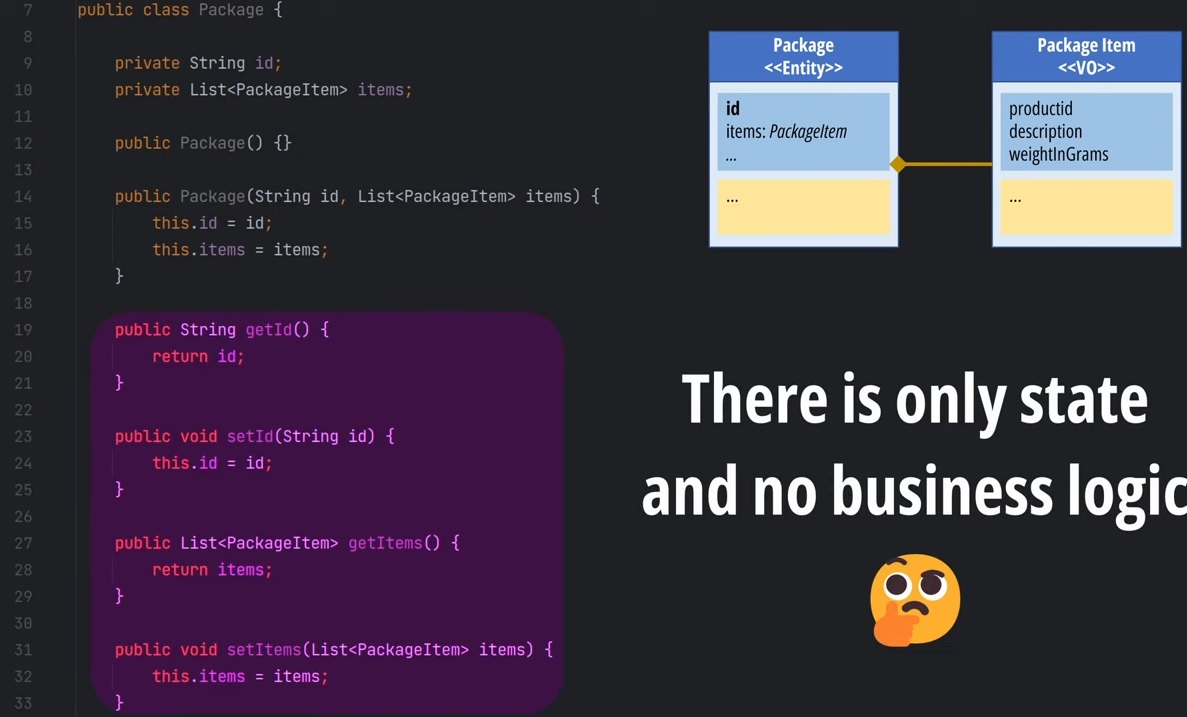 7 public class Package {
8
9 private String id;
10 private List<PackageItem> items;
11
12 public Package() {}
13
14 public Package(String id, List<PackageItem> items) {
15 this.id = id;
16 this.items = items;
17 }
18
19 public String getId() {
20 return id;
21 }
22
23 public void setId(String id) {
24 this.id = id;
25 }
26
27 public List<PackageItem> getItems() {
28 return items;
29 }
30
31 public void setItems(List<PackageItem> items) {
32 this.items = items;
33 }
Package
<<Entity>>
id
items: PackageItem
...
...
Package Item
<<VO>>
productid
description
weightInGrams
...
There is only state
and no business logic